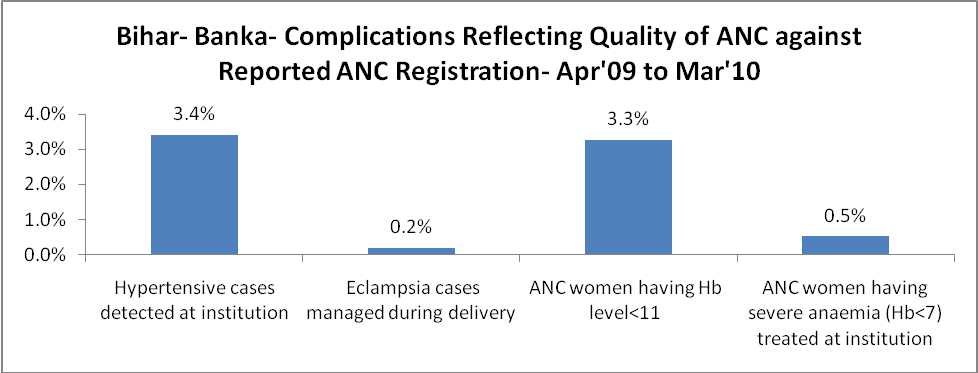 Bihar- Banka- Complications Reflecting Quality of ANC against
Reported ANC Registration- Apr'09 to Mar'10
4.0%
3.0%
2.0%
1.0%
0.0%
3.4%
0.2%
3.3%
0.5%
Hypertensive cases
detected at institution
Eclampsia cases
managed during delivery
ANC women having Hb
level<11
ANC women having
severe anaemia (Hb<7)
treated at institution